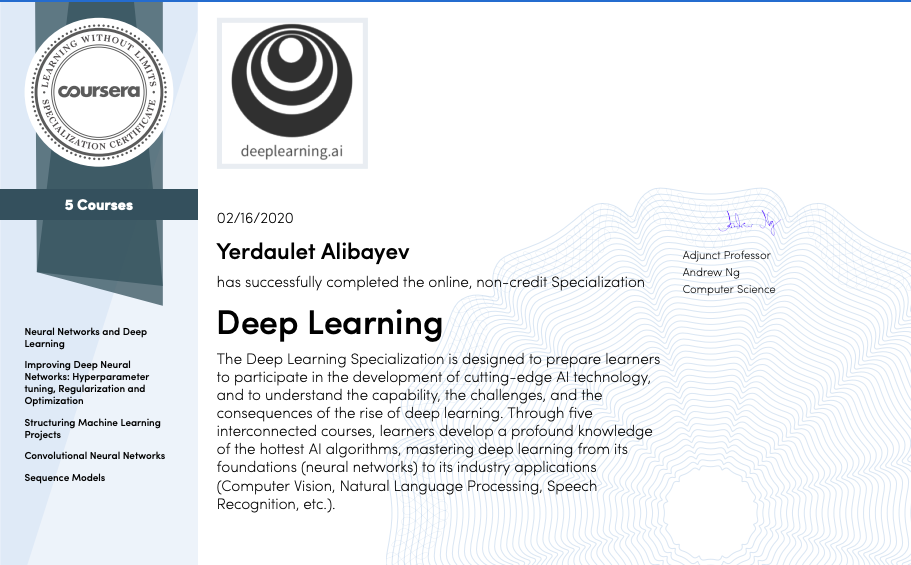 LEARNING WITHOUT LIMITS
coursera
SPECIALIZATION CERTIFICATE
5 Courses
Neural Networks and Deep
Learning
Improving Deep Neural
Networks: Hyperparameter
tuning, Regularization and
Optimization
Structuring Machine Learning
Projects
Convolutional Neural Networks
Sequence Models
deeplearning.ai
02/16/2020
Yerdaulet Alibayev
has successfully completed the online, non-credit Specialization
Deep Learning
The Deep Learning Specialization is designed to prepare learners
to participate in the development of cutting-edge AI technology,
and to understand the capability, the challenges, and the
consequences of the rise of deep learning. Through five
interconnected courses, learners develop a profound knowledge
of the hottest AI algorithms, mastering deep learning from its
foundations (neural networks) to its industry applications
(Computer Vision, Natural Language Processing, Speech
Recognition, etc.).
Andrew Ng
Adjunct Professor
Andrew Ng
Computer Science